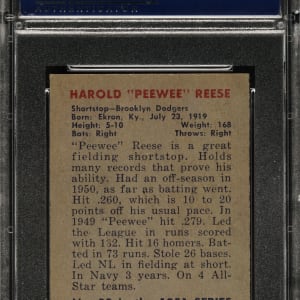 HAROLD "PEEWEE" REESE
Shortstop—Brooklyn Dodgers
Born: Ekron, Ky., July 23, 1919
Height: 5-10 Weight: 168
Bats: Right Throws: Right
"Peewee" Reese is a great
fielding shortstop. Holds
many records that prove his
ability. Had an off-season in
1950, as far as batting went.
Hit .260, which is 10 to 20
points off his usual pace. In
1949 "Peewee" hit .279. Led
the League in runs scored
with 132. Hit 16 homers. Bat-
ted in 73 runs. Stole 26 bases.
Led NL in fielding at short.
In Navy 3 years. On 4 All-
Star teams.